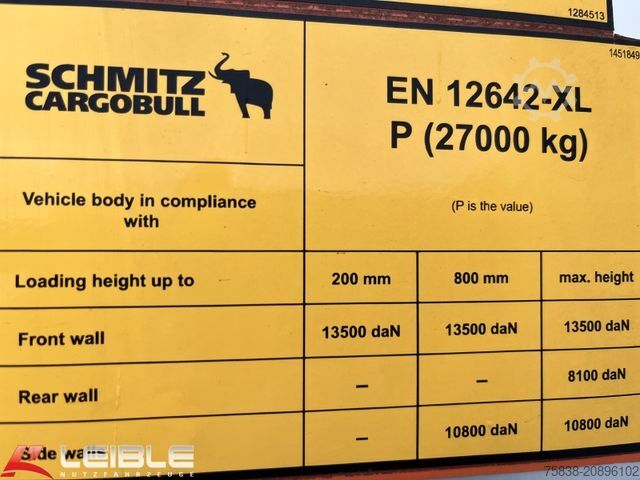 1284513
1451849
SCHMITZ
CARGOBULL
EN 12642-XL
P (27000 kg)
Vehicle body in compliance
with
(P is the value)
Loading height up to 200 mm 800 mm max. height
Front wall 13500 daN 13500 daN 13500 daN
Rear wall – – 8100 daN
Side walls – 10800 daN 10800 daN
LEIBLE
NUTZFAHRZEUGE
75838-20896102